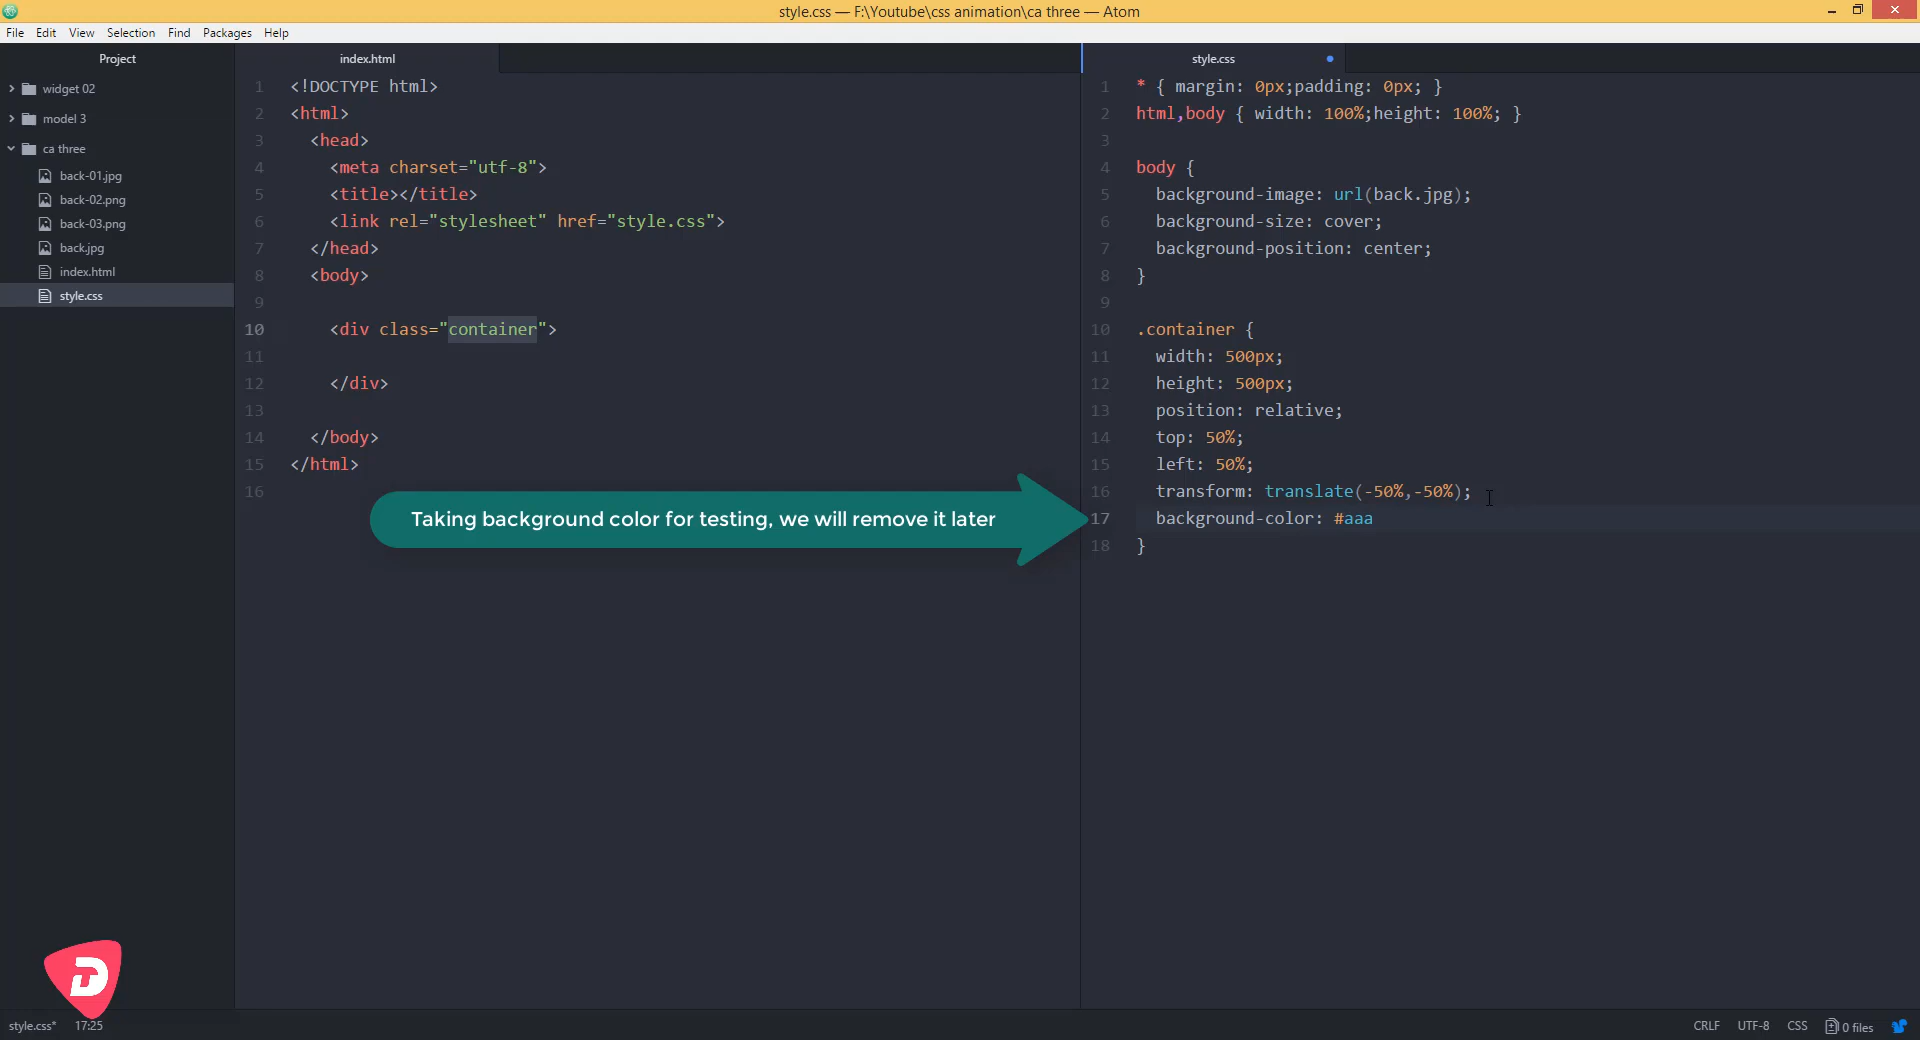 style.css — F:\Youtube\css animation\ca three — Atom
File Edit View Selection Find Packages Help
Project
widget 02
model 3
ca three
back-01.jpg
back-02.png
back-03.png
back.jpg
index.html
style.css
index.html
1 <!DOCTYPE html>
2 <html>
3 <head>
4 <meta charset="utf-8">
5 <title></title>
6 <link rel="stylesheet" href="style.css">
7 </head>
8 <body>
9
10 <div class="container">
11
12 </div>
13
14 </body>
15 </html>
16
Taking background color for testing, we will remove it later
style.css
1 * { margin: 0px;padding: 0px; }
2 html,body { width: 100%;height: 100%; }
3
4 body {
5 background-image: url(back.jpg);
6 background-size: cover;
7 background-position: center;
8 }
9
10 .container {
11 width: 500px;
12 height: 500px;
13 position: relative;
14 top: 50%;
15 left: 50%;
16 transform: translate(-50%,-50%);
17 background-color: #aaa
18 }
D
style.css* 17:25
CRLF UTF-8 CSS 0 files